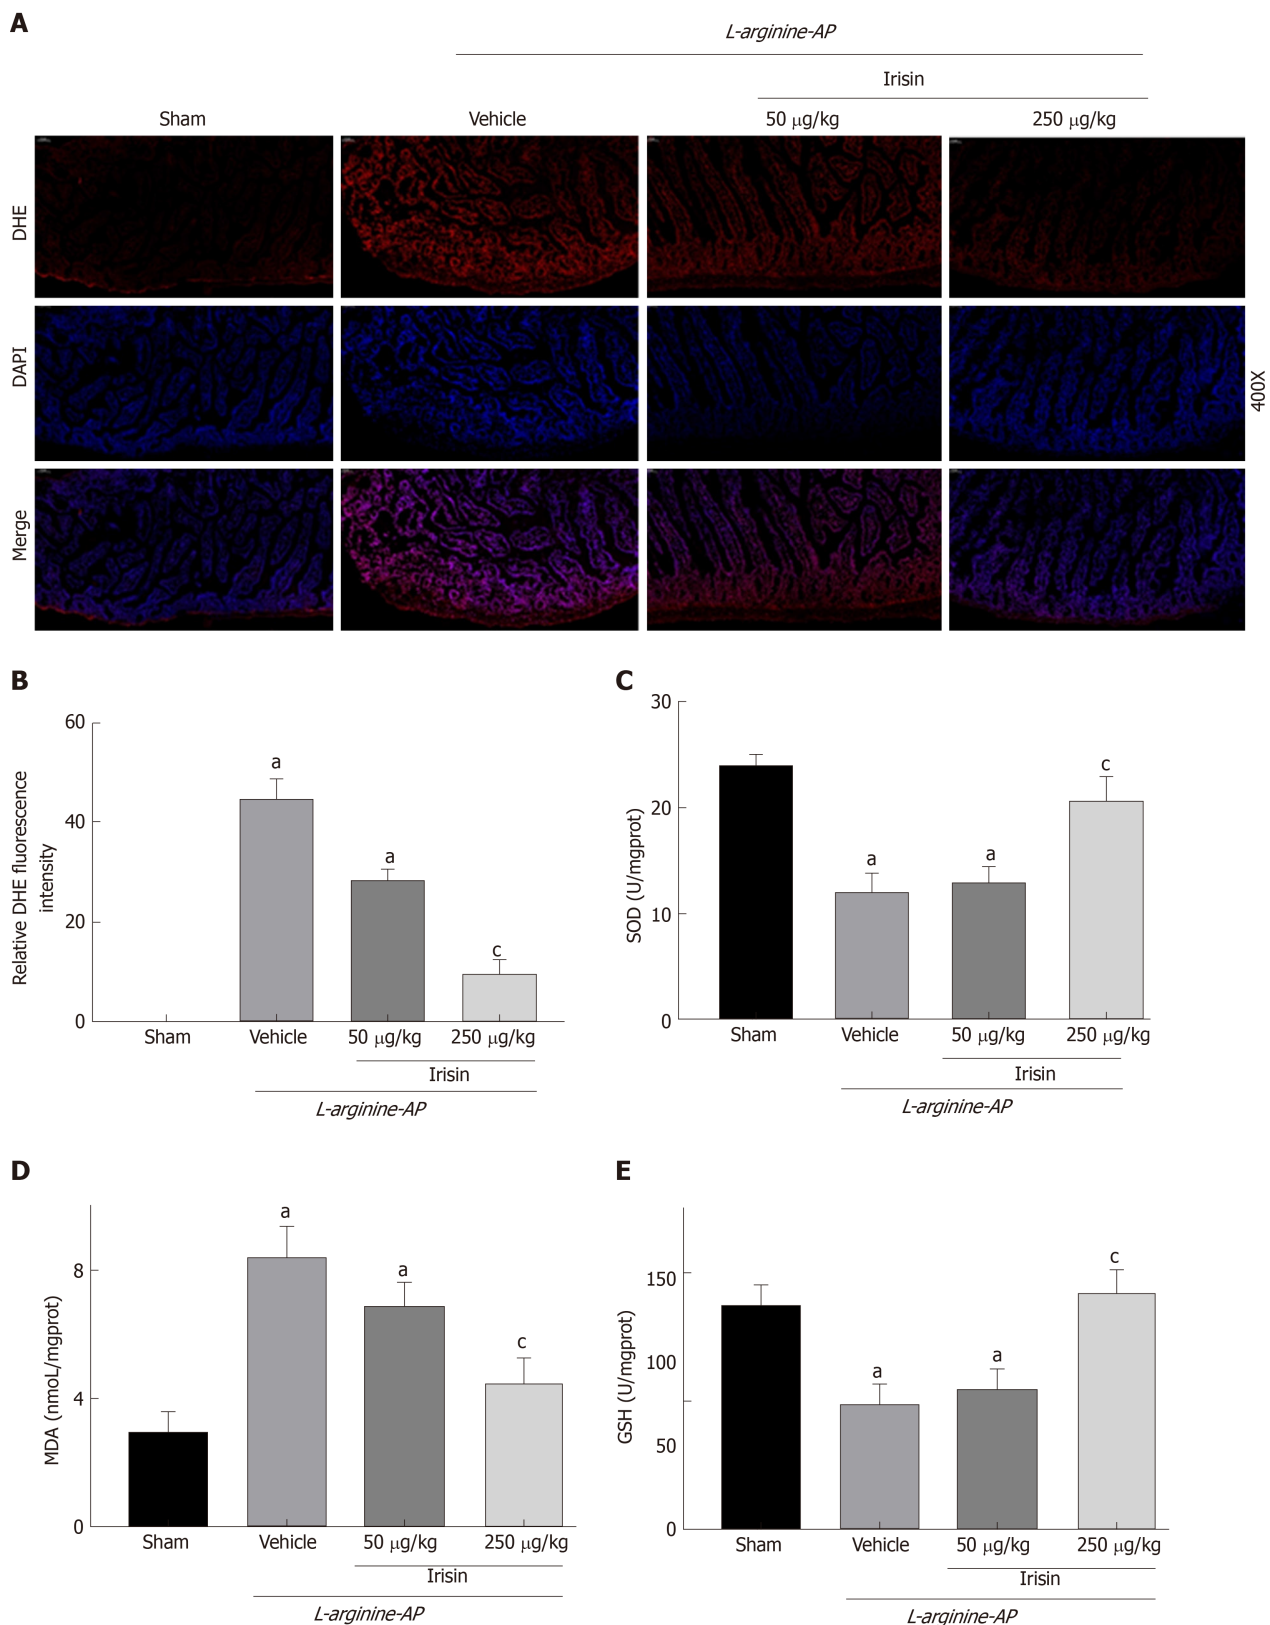 A
L-arginine-AP
Irisin
Sham
Vehicle
50 µg/kg
250 µg/kg
DHE
DAPI
Merge
400X
B
Relative DHE fluorescence
intensity
60
40
20
0
a
a
c
Sham
Vehicle
50 µg/kg
250 µg/kg
Irisin
L-arginine-AP
C
SOD (U/mgprot)
30
20
10
0
a
a
c
Sham
Vehicle
50 µg/kg
250 µg/kg
Irisin
L-arginine-AP
D
MDA (nmoL/mgprot)
8
4
0
a
a
c
Sham
Vehicle
50 µg/kg
250 µg/kg
Irisin
L-arginine-AP
E
GSH (U/mgprot)
150
100
50
0
a
a
c
Sham
Vehicle
50 µg/kg
250 µg/kg
Irisin
L-arginine-AP